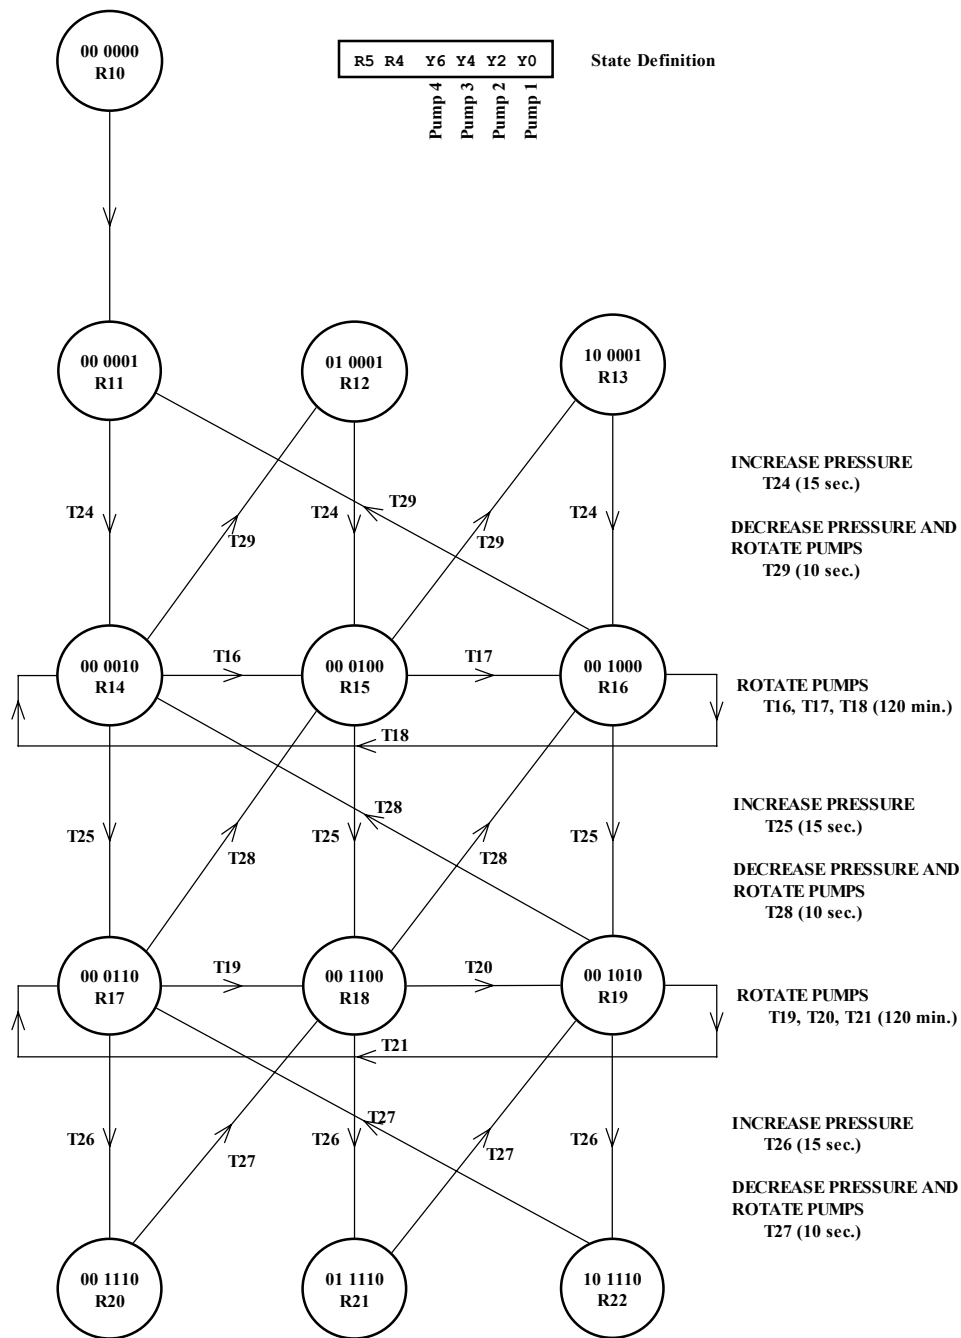 00 0000
R10
R5 R4 Y6 Y4 Y2 Y0
State Definition
Pump 4
Pump 3
Pump 2
Pump 1
00 0001
R11
01 0001
R12
10 0001
R13
INCREASE PRESSURE
T24 (15 sec.)
DECREASE PRESSURE AND
ROTATE PUMPS
T29 (10 sec.)
T24
T29
T24
T29
T29
T24
00 0010
R14
T16
00 0100
R15
T17
00 1000
R16
ROTATE PUMPS
T16, T17, T18 (120 min.)
T18
INCREASE PRESSURE
T25 (15 sec.)
DECREASE PRESSURE AND
ROTATE PUMPS
T28 (10 sec.)
T25
T28
T25
T28
T28
T25
00 0110
R17
T19
00 1100
R18
T20
00 1010
R19
ROTATE PUMPS
T19, T20, T21 (120 min.)
T21
INCREASE PRESSURE
T26 (15 sec.)
DECREASE PRESSURE AND
ROTATE PUMPS
T27 (10 sec.)
T26
T27
T26
T27
T27
T26
00 1110
R20
01 1110
R21
10 1110
R22